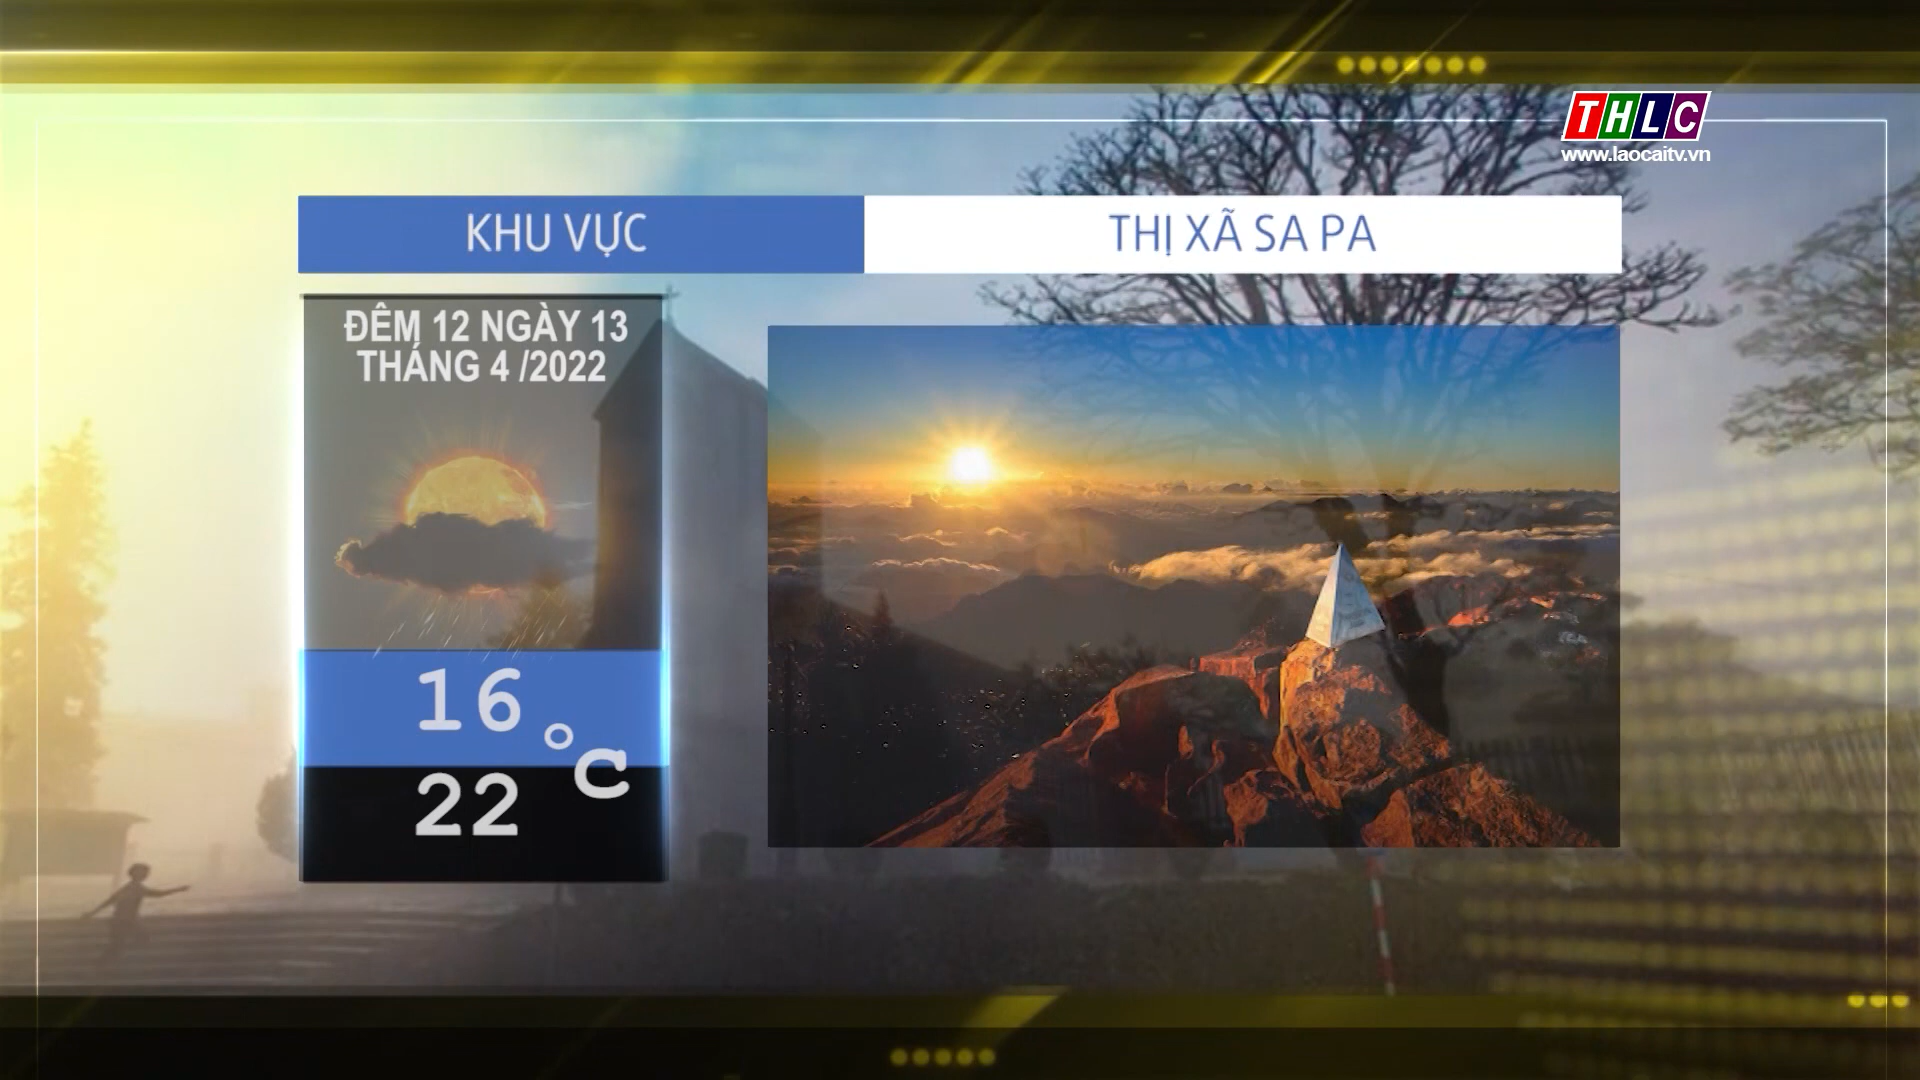 THLC
www.laocaitv.vn
KHU VỰC
THỊ XÃ SA PA
ĐÊM 12 NGÀY 13
THÁNG 4 /2022
16
°C
22